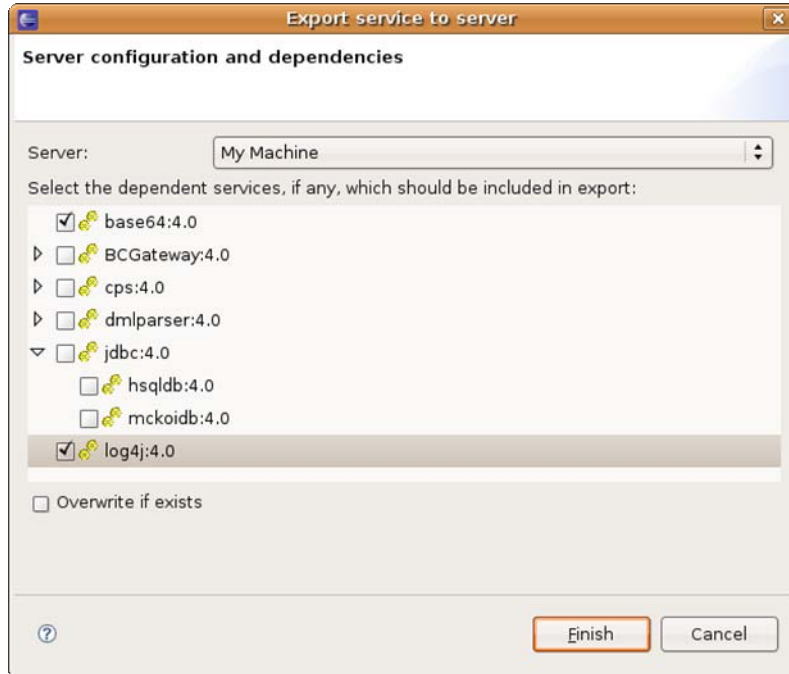 Export service to server
Server configuration and dependencies
Server: My Machine
Select the dependent services, if any, which should be included in export:
base64:4.0
BCGateway:4.0
cps:4.0
dmlparser:4.0
jdbc:4.0
hsqldb:4.0
mckoidb:4.0
log4j:4.0
Overwrite if exists
? Finish Cancel